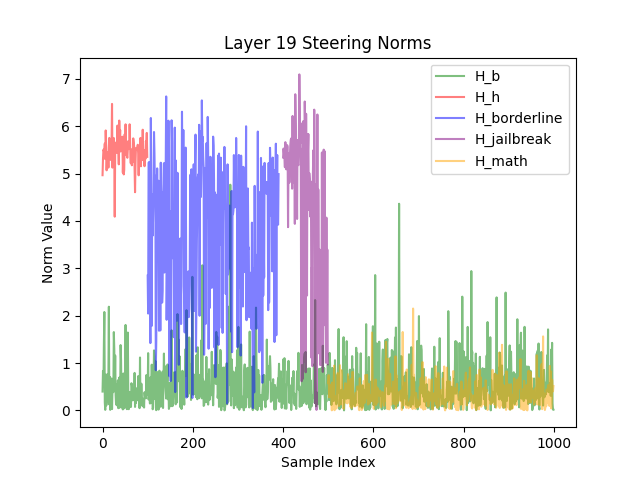 Layer 19 Steering Norms
H_b
H_h
H_borderline
H_jailbreak
H_math
Norm Value
7
6
5
4
3
2
1
0
0 200 400 600 800 1000
Sample Index